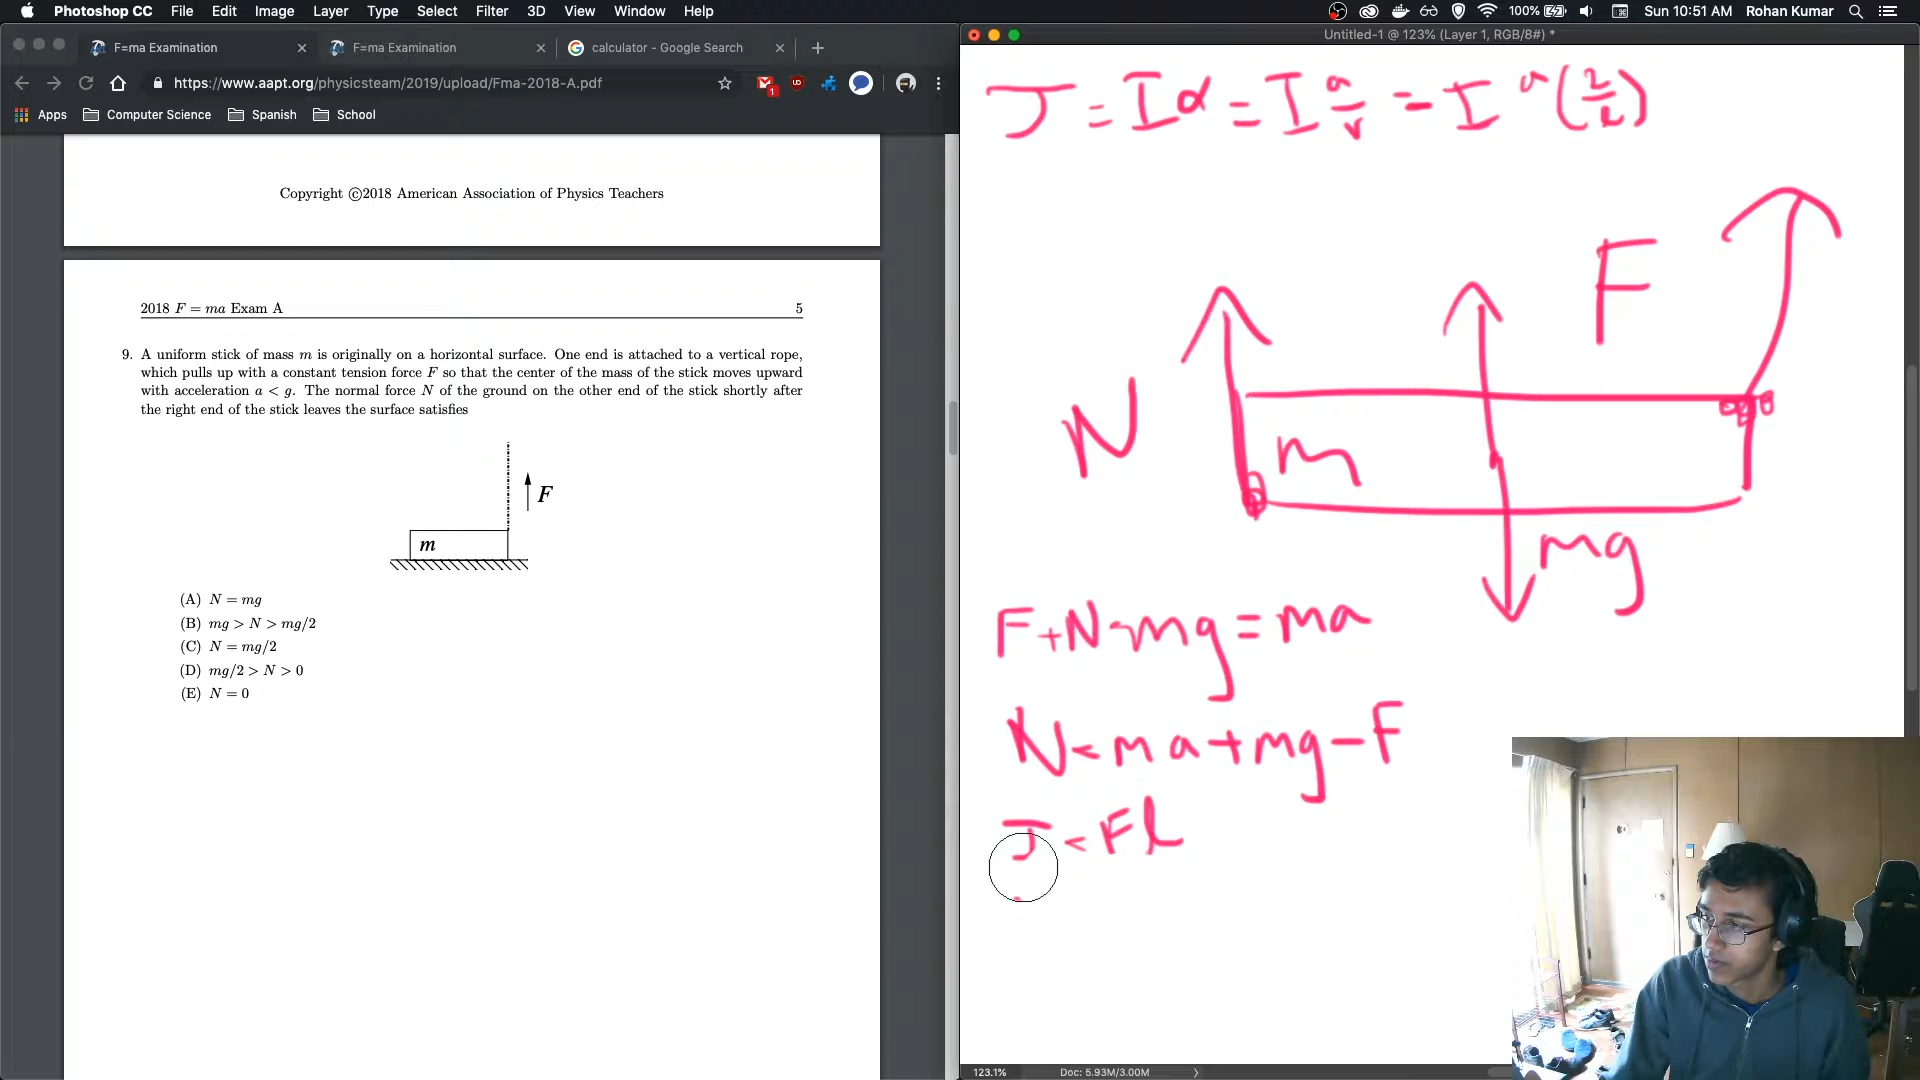 Photoshop CC File Edit Image Layer Type Select Filter 3D View Window Help 100% Sun 10:51 AM Rohan Kumar
F=ma Examination F=ma Examination calculator - Google Search
https://www.aapt.org/physicsteam/2019/upload/Fma-2018-A.pdf
1
Apps Computer Science Spanish School
Copyright ©2018 American Association of Physics Teachers
2018 F = ma Exam A 5
9. A uniform stick of mass m is originally on a horizontal surface. One end is attached to a vertical rope,
which pulls up with a constant tension force F so that the center of the mass of the stick moves upward
with acceleration a < g. The normal force N of the ground on the other end of the stick shortly after
the right end of the stick leaves the surface satisfies
F
m
(A) N = mg
(B) mg > N > mg/2
(C) N = mg/2
(D) mg/2 > N > 0
(E) N = 0
Untitled-1 @ 123% (Layer 1, RGB/8#) *
J = Iα = I a/r = I a(2/L)
F
N
m
mg
F+N-mg=ma
N=ma+mg-F
J = Fl
123.1% Doc: 5.93M/3.00M